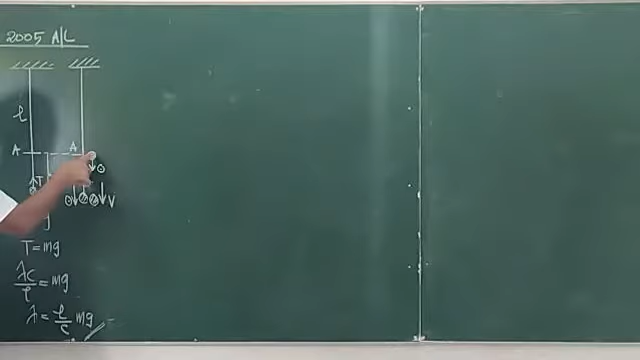 2005 A/L
l
A
A
T
V
T = mg
λc/l = mg
λ = l/c mg